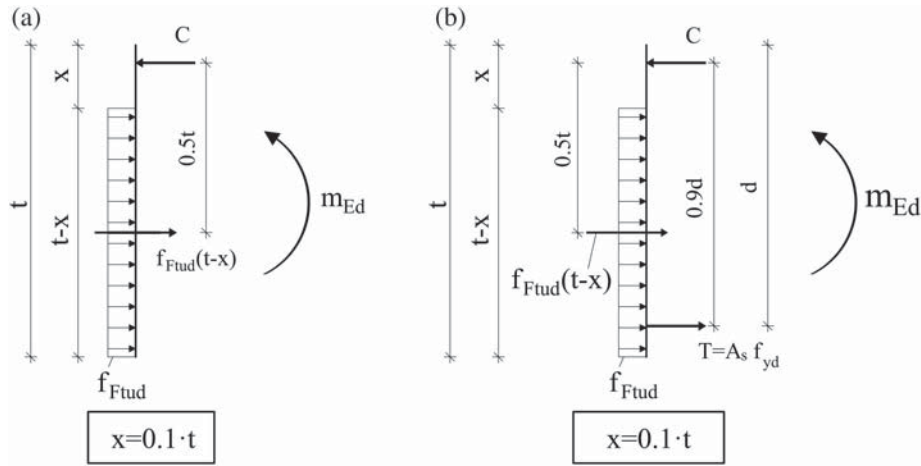 (a)
C
x
0.5t
t
t-x
m_Ed
f_Ftud(t-x)
f_Ftud
x=0.1·t
(b)
C
x
0.5t
0.9d
d
t
t-x
m_Ed
f_Ftud(t-x)
T=A_s f_yd
f_Ftud
x=0.1·t